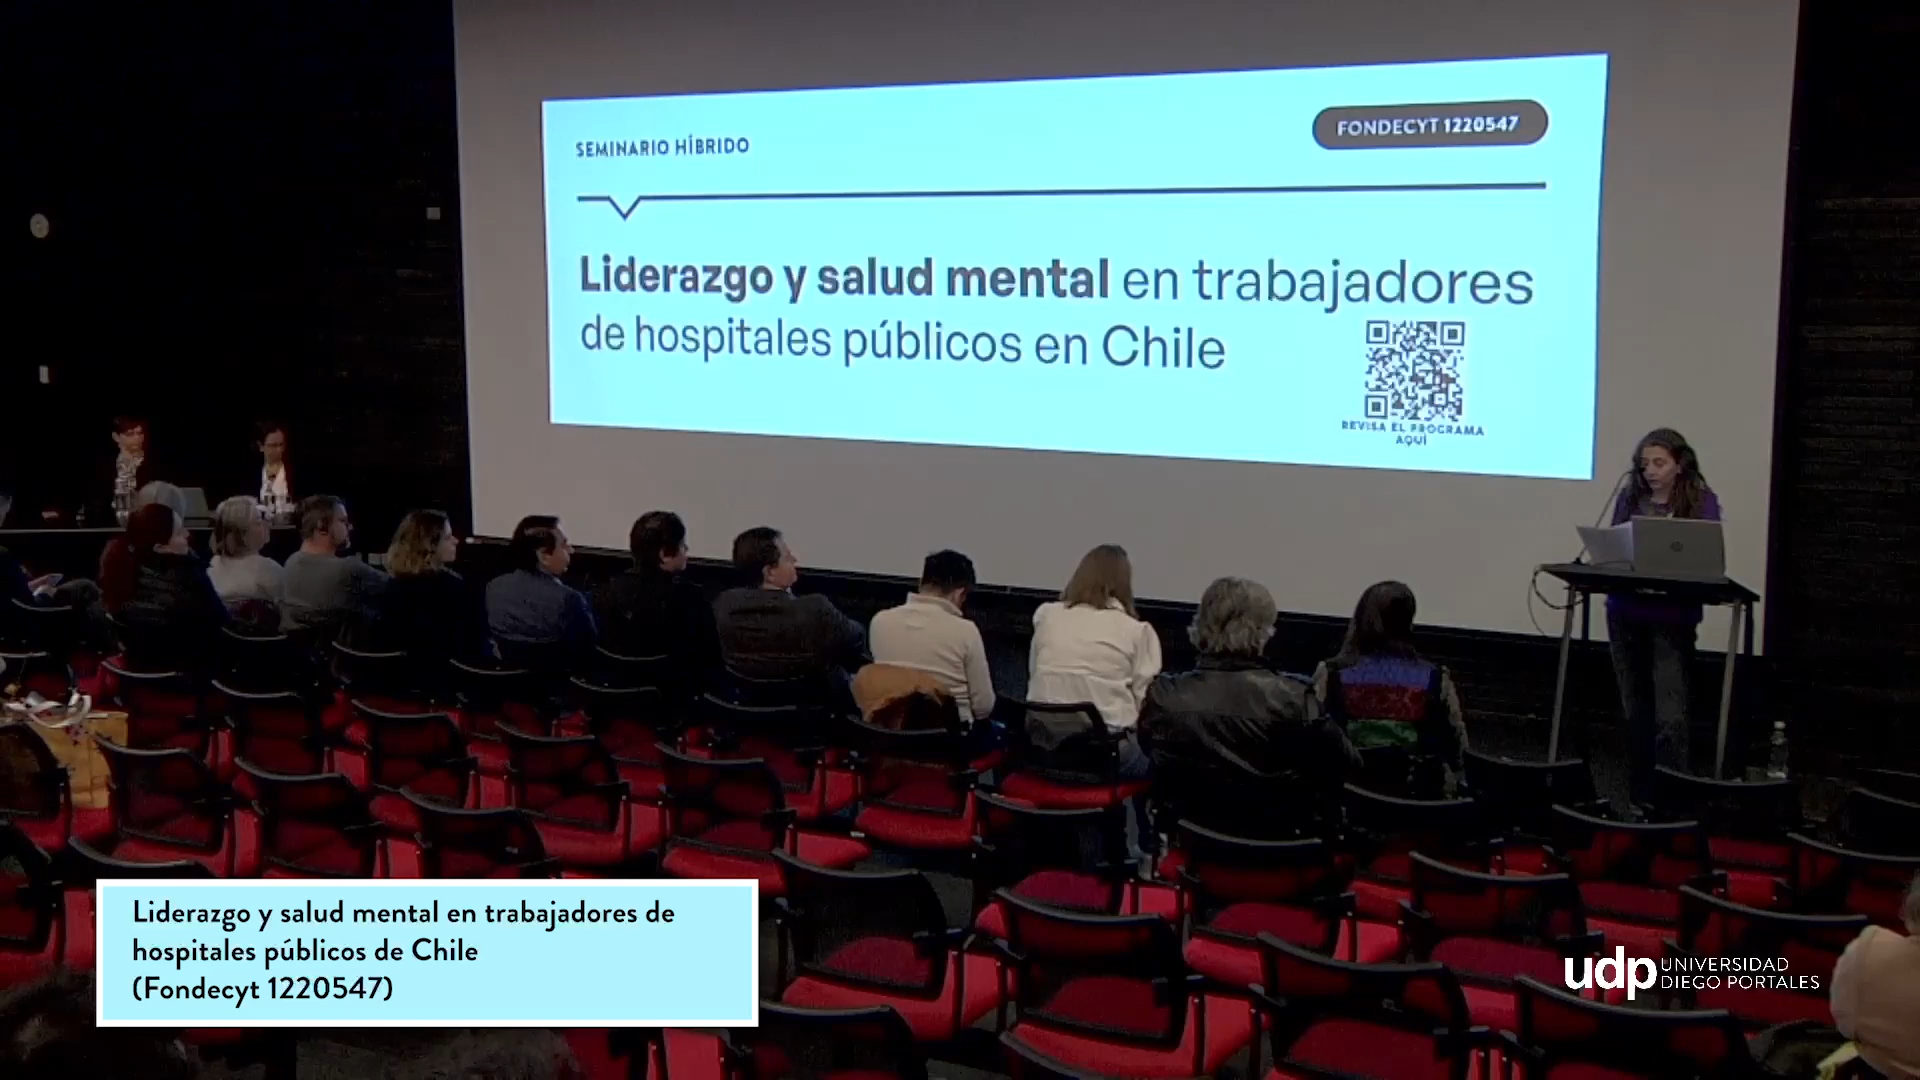 SEMINARIO HÍBRIDO
FONDECYT 1220547
Liderazgo y salud mental en trabajadores
de hospitales públicos en Chile
REVISA EL PROGRAMA
AQUÍ
Liderazgo y salud mental en trabajadores de
hospitales públicos de Chile
(Fondecyt 1220547)
udp UNIVERSIDAD
DIEGO PORTALES